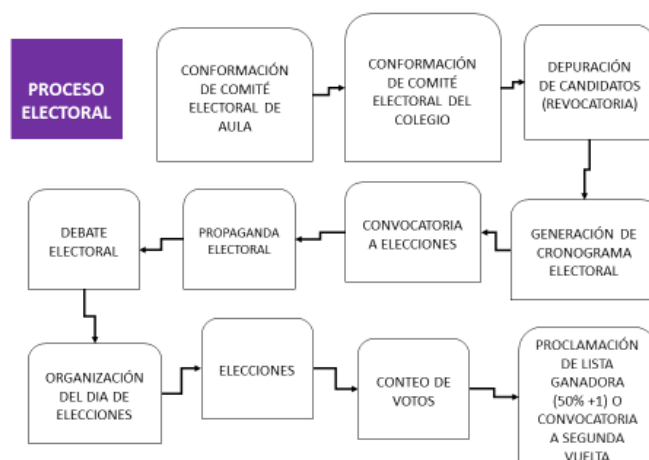 PROCESO
ELECTORAL
CONFORMACIÓN
DE COMITÉ
ELECTORAL DE
AULA
CONFORMACIÓN
DE COMITÉ
ELECTORAL DEL
COLEGIO
DEPURACIÓN
DE CANDIDATOS
(REVOCATORIA)
GENERACIÓN DE
CRONOGRAMA
ELECTORAL
CONVOCATORIA
A ELECCIONES
PROPAGANDA
ELECTORAL
DEBATE
ELECTORAL
ORGANIZACIÓN
DEL DIA DE
ELECCIONES
ELECCIONES
CONTEO DE
VOTOS
PROCLAMACIÓN
DE LISTA
GANADORA
(50% +1) O
CONVOCATORIA
A SEGUNDA
VUELTA